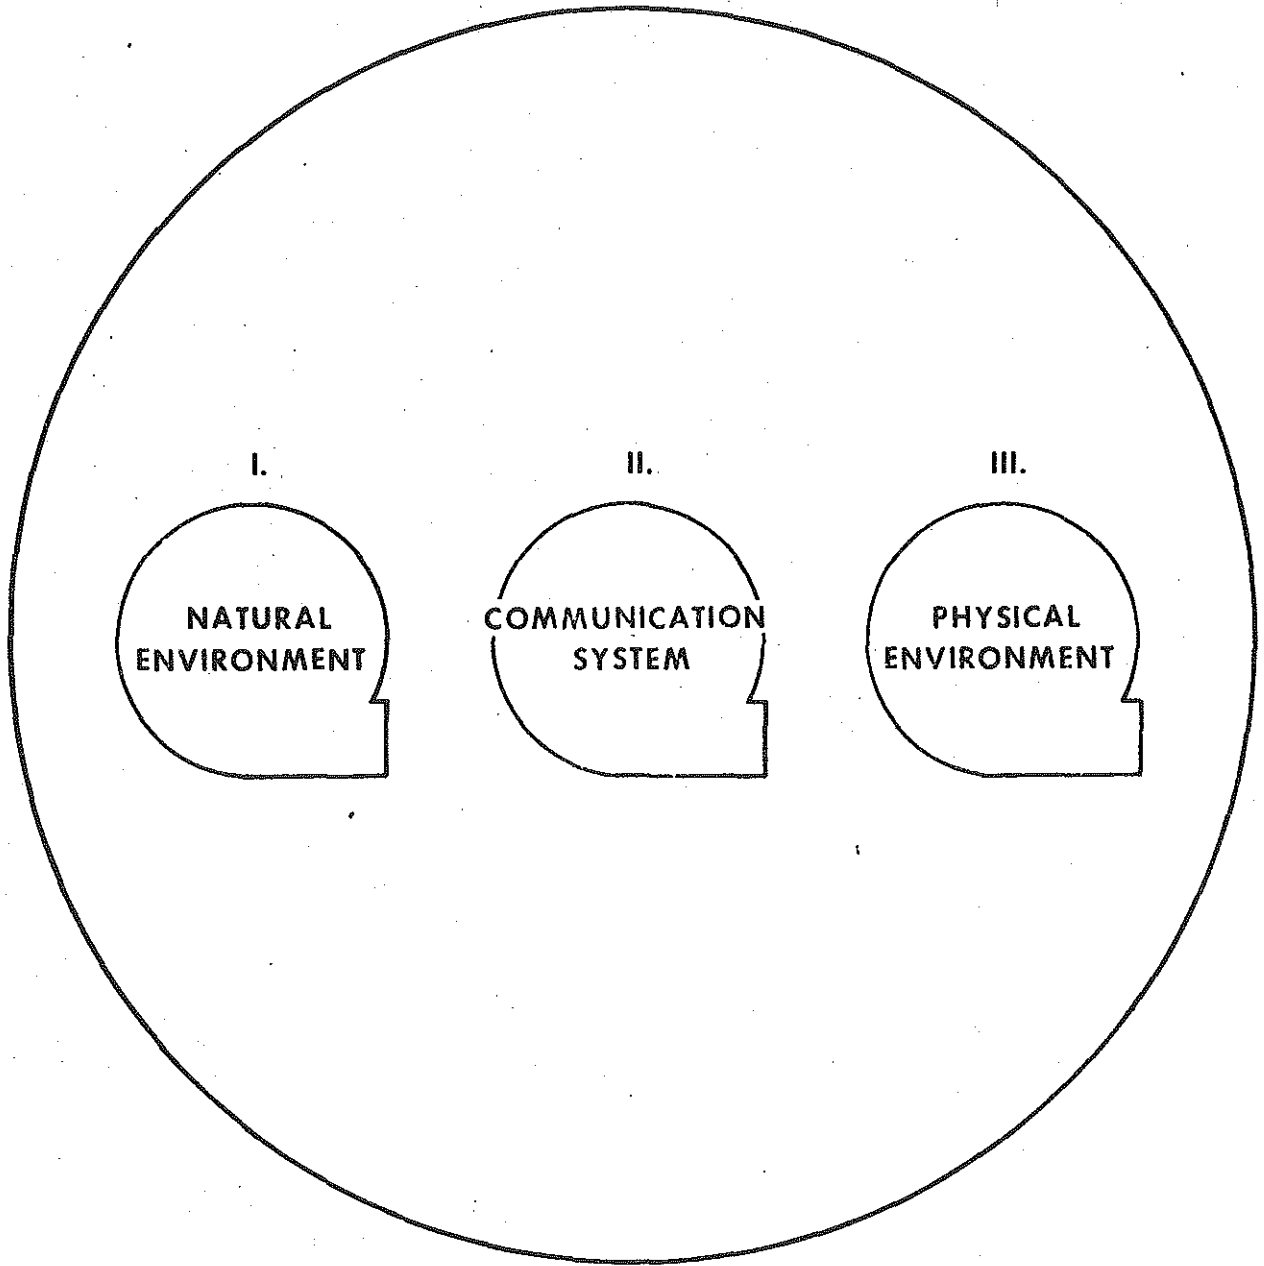 I.
II.
III.
NATURAL
ENVIRONMENT
COMMUNICATION
SYSTEM
PHYSICAL
ENVIRONMENT